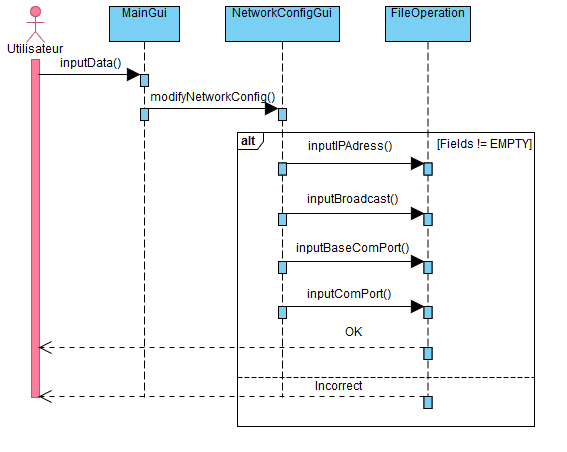 MainGui
NetworkConfigGui
FileOperation
Utilisateur
inputData()
modifyNetworkConfig()
alt
inputIPAdress()
[Fields != EMPTY]
inputBroadcast()
inputBaseComPort()
inputComPort()
OK
Incorrect